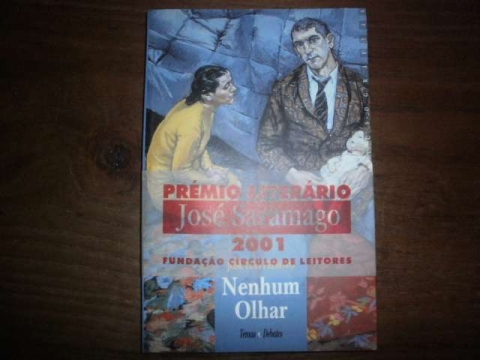 PRÉMIO LITERÁRIO
José Saramago
2001
FUNDAÇÃO CÍRCULO DE LEITORES
Nenhum
Olhar
Temas e Debates